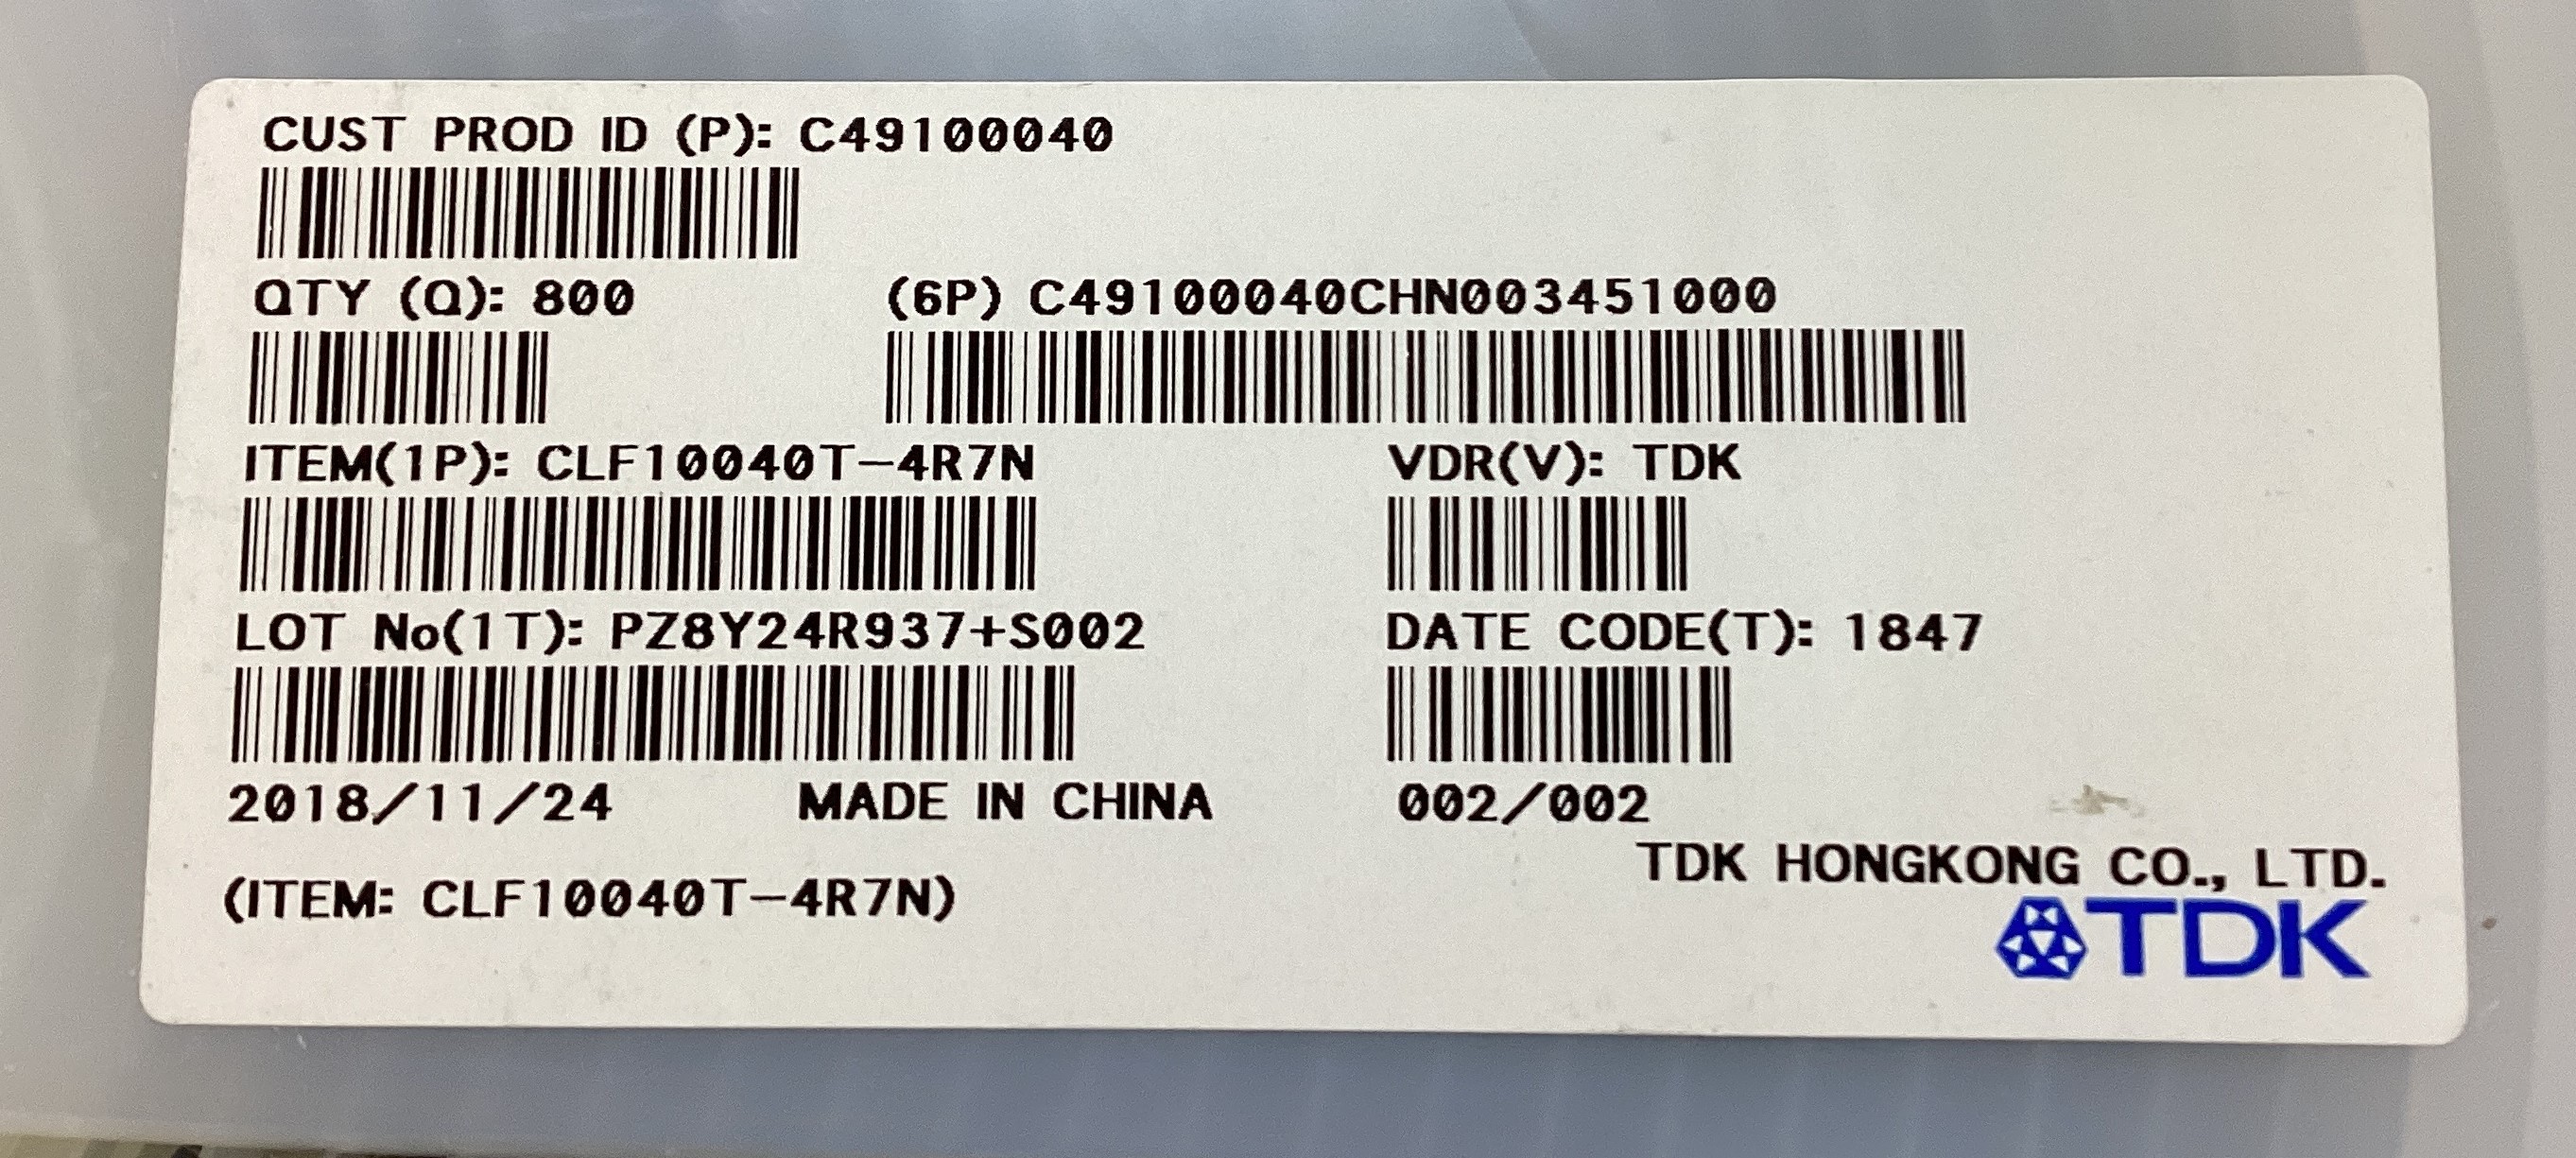 CUST PROD ID (P): C49100040
QTY (Q): 800 (6P) C49100040CHN003451000
ITEM(1P): CLF10040T-4R7N VDR(V): TDK
LOT No(1T): PZ8Y24R937+S002 DATE CODE(T): 1847
2018/11/24 MADE IN CHINA 002/002
TDK HONGKONG CO., LTD.
(ITEM: CLF10040T-4R7N)
TDK